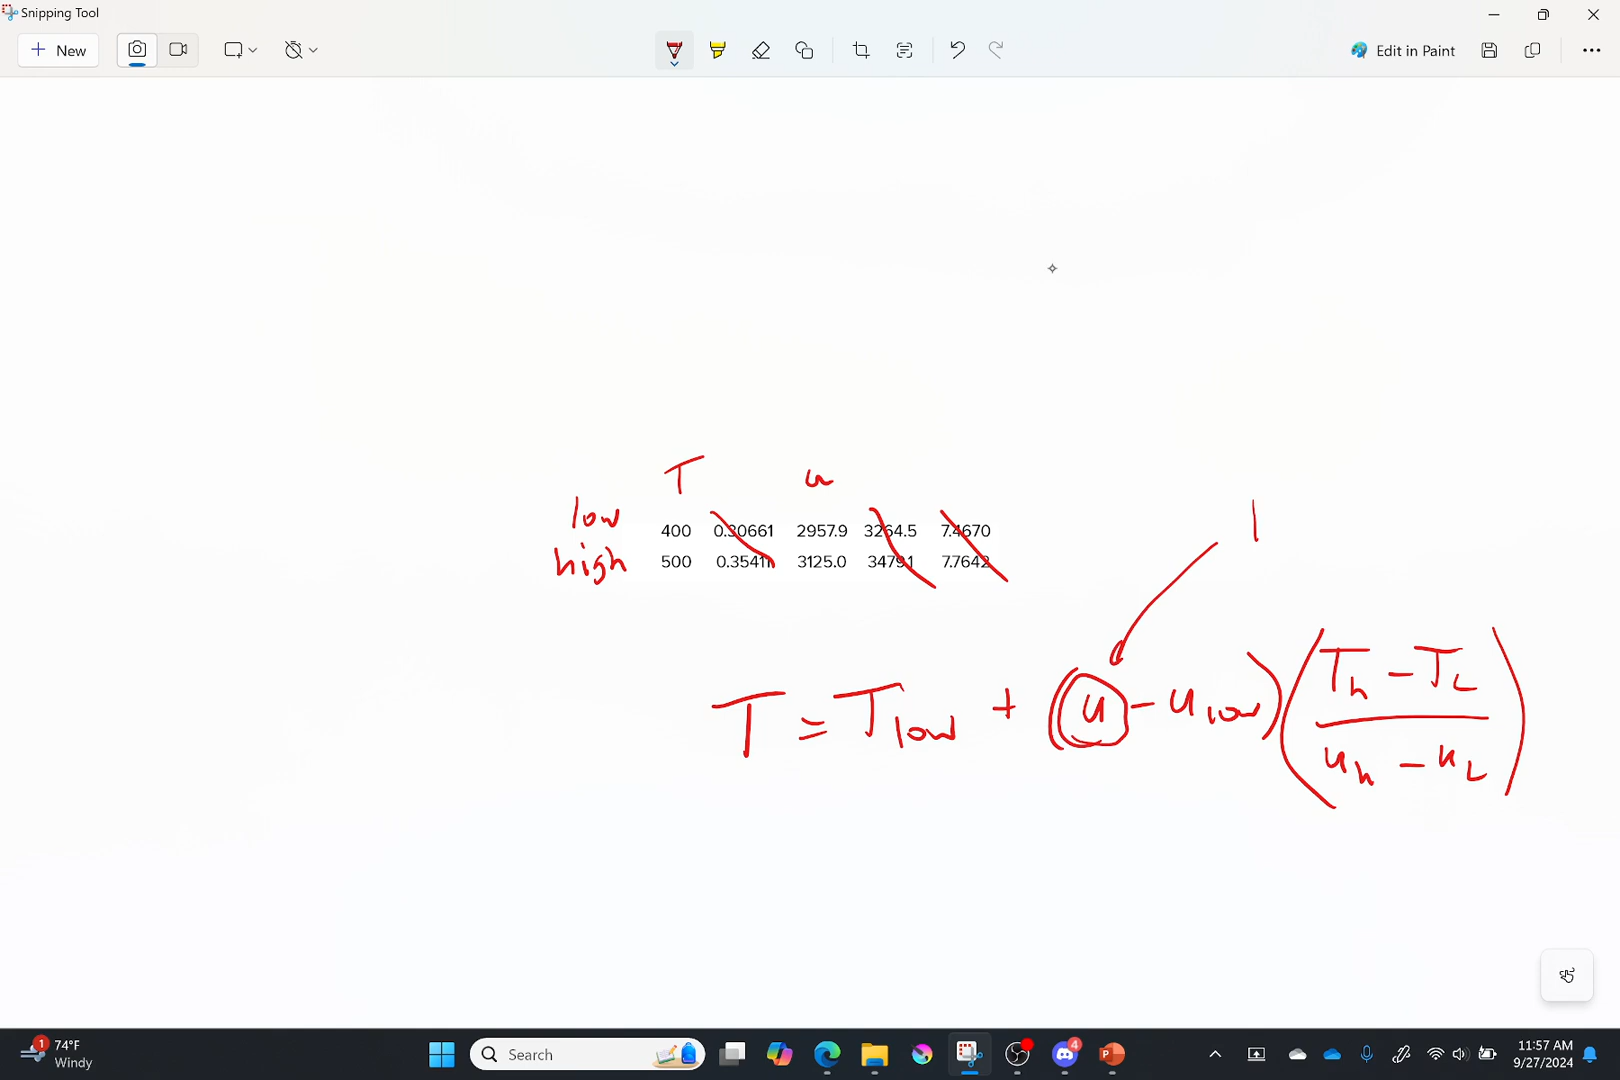 Snipping Tool
New
Edit in Paint
T u
low 400 0.30661 2957.9 3264.5 7.4670
high 500 0.35411 3125.0 3479.1 7.7642
T = Tlow + (u - ulow) (Th - TL / uh - uL)
1
74°F
Windy
Search
4
11:57 AM
9/27/2024